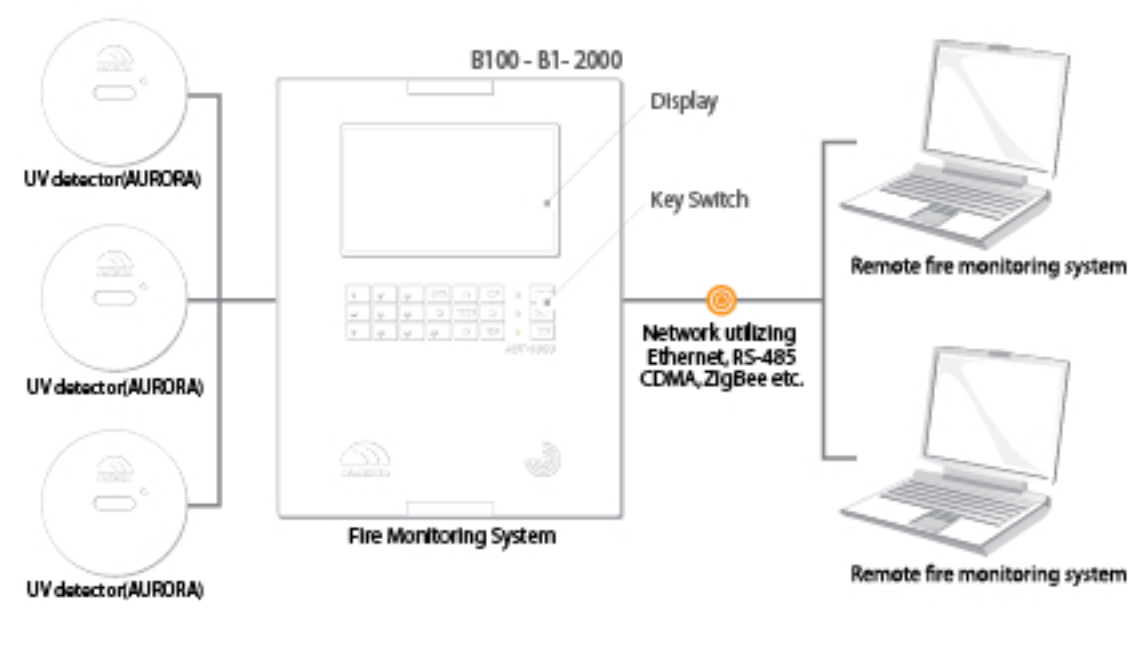 B100 - B1- 2000
Display
Key Switch
UV detector(AURORA)
UV detector(AURORA)
UV detector(AURORA)
Fire Monitoring System
Network utilizing
Ethernet, RS-485
CDMA, ZigBee etc.
Remote fire monitoring system
Remote fire monitoring system